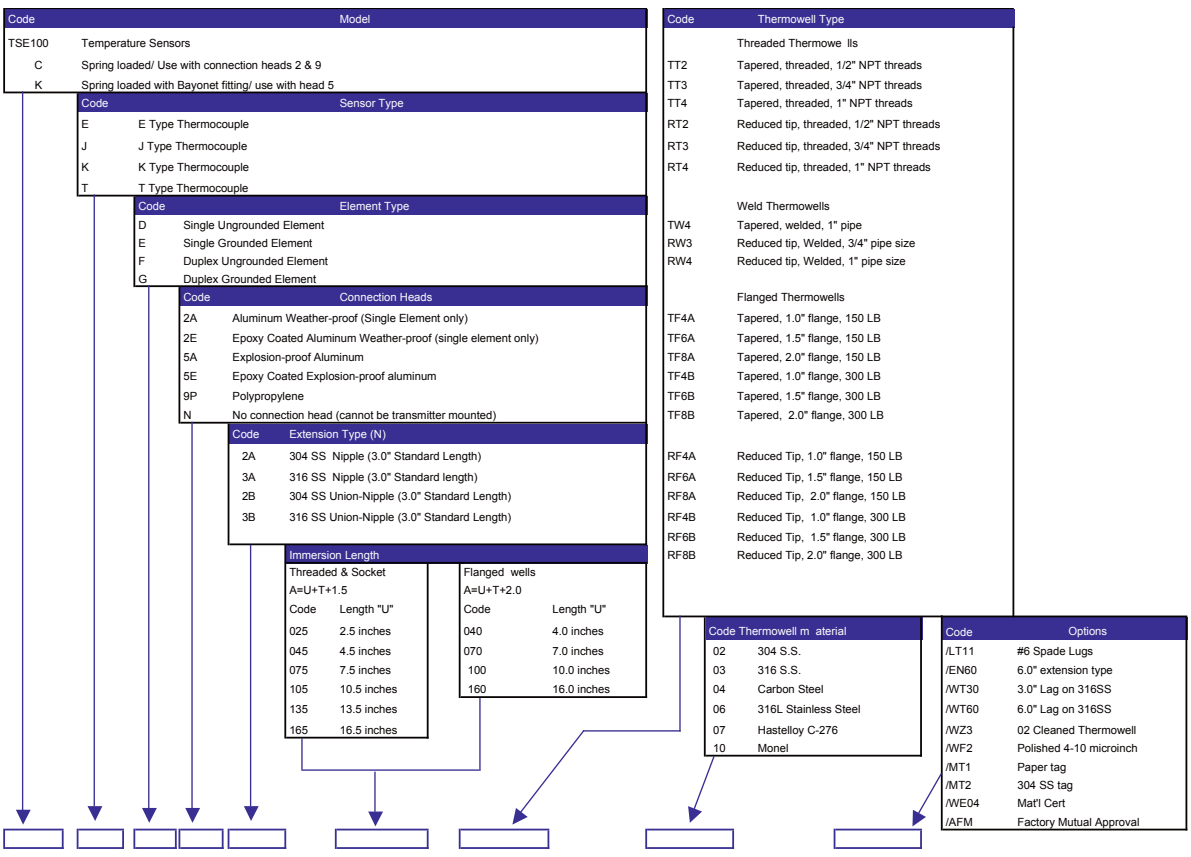 Code Model
TSE100 Temperature Sensors
C Spring loaded/ Use with connection heads 2 & 9
K Spring loaded with Bayonet fitting/ use with head 5
Code Sensor Type
E E Type Thermocouple
J J Type Thermocouple
K K Type Thermocouple
T T Type Thermocouple
Code Element Type
D Single Ungrounded Element
E Single Grounded Element
F Duplex Ungrounded Element
G Duplex Grounded Element
Code Connection Heads
2A Aluminum Weather-proof (Single Element only)
2E Epoxy Coated Aluminum Weather-proof (single element only)
5A Explosion-proof Aluminum
5E Epoxy Coated Explosion-proof aluminum
9P Polypropylene
N No connection head (cannot be transmitter mounted)
Code Extension Type (N)
2A 304 SS Nipple (3.0" Standard Length)
3A 316 SS Nipple (3.0" Standard length)
2B 304 SS Union-Nipple (3.0" Standard Length)
3B 316 SS Union-Nipple (3.0" Standard Length)
Immersion Length
Threaded & Socket
A=U+T+1.5
Code Length "U"
025 2.5 inches
045 4.5 inches
075 7.5 inches
105 10.5 inches
135 13.5 inches
165 16.5 inches
Flanged wells
A=U+T+2.0
Code Length "U"
040 4.0 inches
070 7.0 inches
100 10.0 inches
160 16.0 inches
Code Thermowell Type
Threaded Thermowe lls
TT2 Tapered, threaded, 1/2" NPT threads
TT3 Tapered, threaded, 3/4" NPT threads
TT4 Tapered, threaded, 1" NPT threads
RT2 Reduced tip, threaded, 1/2" NPT threads
RT3 Reduced tip, threaded, 3/4" NPT threads
RT4 Reduced tip, threaded, 1" NPT threads
Weld Thermowells
TW4 Tapered, welded, 1" pipe
RW3 Reduced tip, Welded, 3/4" pipe size
RW4 Reduced tip, Welded, 1" pipe size
Flanged Thermowells
TF4A Tapered, 1.0" flange, 150 LB
TF6A Tapered, 1.5" flange, 150 LB
TF8A Tapered, 2.0" flange, 150 LB
TF4B Tapered, 1.0" flange, 300 LB
TF6B Tapered, 1.5" flange, 300 LB
TF8B Tapered, 2.0" flange, 300 LB
RF4A Reduced Tip, 1.0" flange, 150 LB
RF6A Reduced Tip, 1.5" flange, 150 LB
RF8A Reduced Tip, 2.0" flange, 150 LB
RF4B Reduced Tip, 1.0" flange, 300 LB
RF6B Reduced Tip, 1.5" flange, 300 LB
RF8B Reduced Tip, 2.0" flange, 300 LB
Code Thermowell m aterial
02 304 S.S.
03 316 S.S.
04 Carbon Steel
06 316L Stainless Steel
07 Hastelloy C-276
10 Monel
Code Options
/LT11 #6 Spade Lugs
/EN60 6.0" extension type
/WT30 3.0" Lag on 316SS
/WT60 6.0" Lag on 316SS
/WZ3 02 Cleaned Thermowell
/WF2 Polished 4-10 microinch
/MT1 Paper tag
/MT2 304 SS tag
/WE04 Mat'l Cert
/AFM Factory Mutual Approval